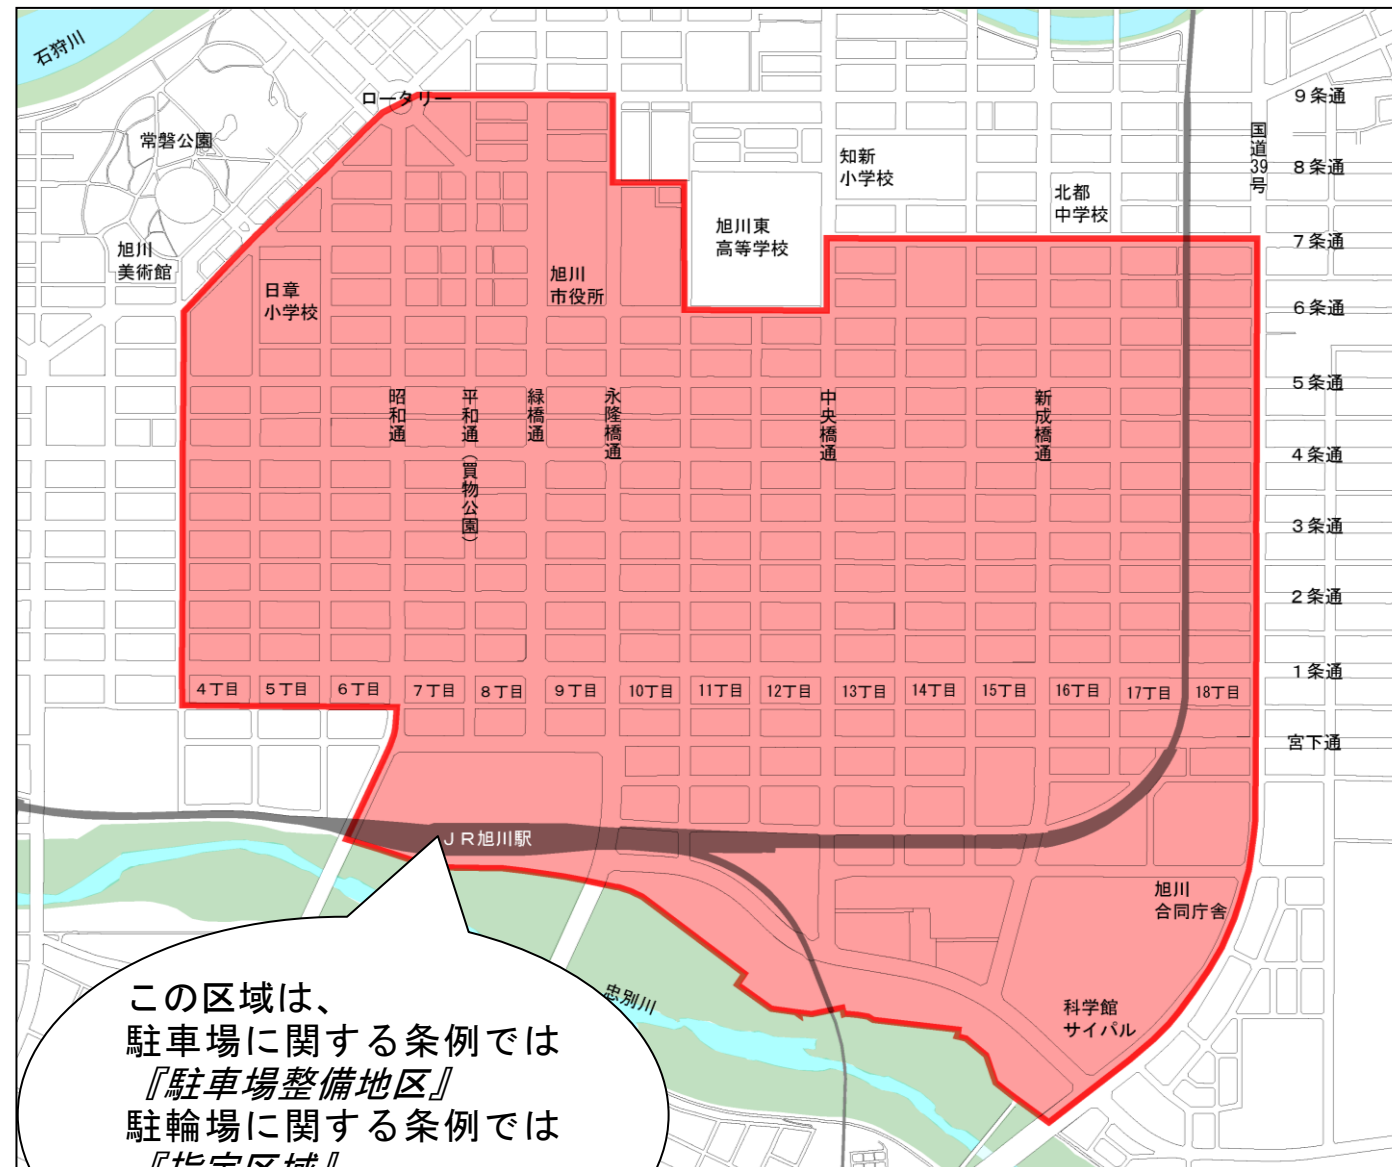 石狩川
ロータリー
９条通
常磐公園
国道39号
知新
小学校
８条通
北都
中学校
旭川東
高等学校
７条通
旭川
美術館
旭川
市役所
日章
小学校
６条通
５条通
昭和通
平和通（買物公園）
緑橋通
永隆橋通
中央橋通
新成橋通
４条通
３条通
２条通
１条通
４丁目
５丁目
６丁目
７丁目
８丁目
９丁目
10丁目
11丁目
12丁目
13丁目
14丁目
15丁目
16丁目
17丁目
18丁目
宮下通
ＪＲ旭川駅
旭川
合同庁舎
忠別川
科学館
サイパル
この区域は、
駐車場に関する条例では
『駐車場整備地区』
駐輪場に関する条例では
『指定区域』